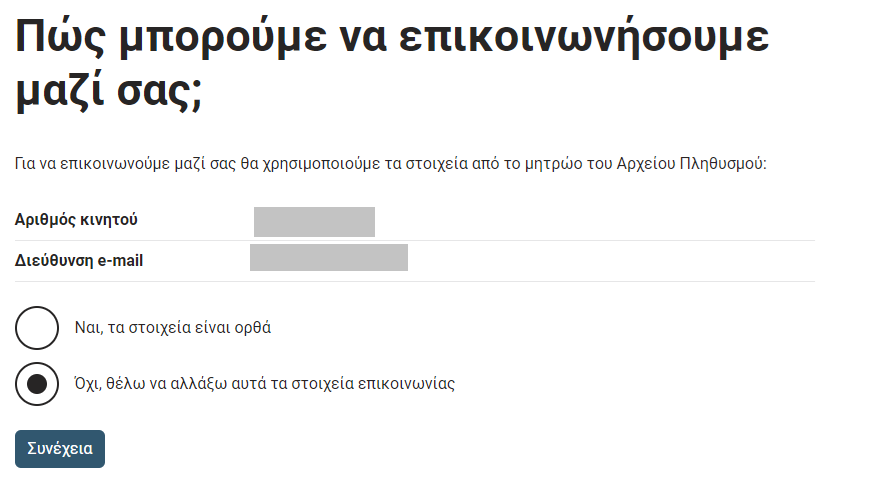 Πώς μπορούμε να επικοινωνήσουμε
μαζί σας;
Για να επικοινωνούμε μαζί σας θα χρησιμοποιούμε τα στοιχεία από το μητρώο του Αρχείου Πληθυσμού:
Αριθμός κινητού
Διεύθυνση e-mail
Ναι, τα στοιχεία είναι ορθά
Όχι, θέλω να αλλάξω αυτά τα στοιχεία επικοινωνίας
Συνέχεια